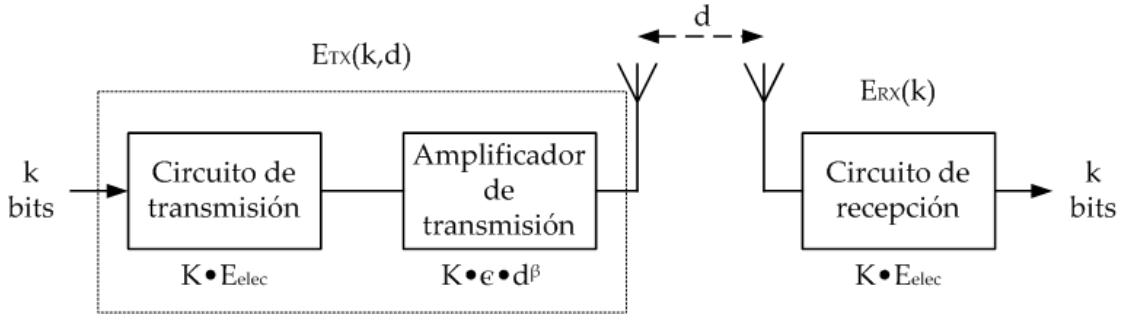 d
ETX(k,d)
ERX(k)
k
bits
Circuito de
transmisión
Amplificador
de
transmisión
Circuito de
recepción
k
bits
K•Eelec
K•ϵ•dβ
K•Eelec